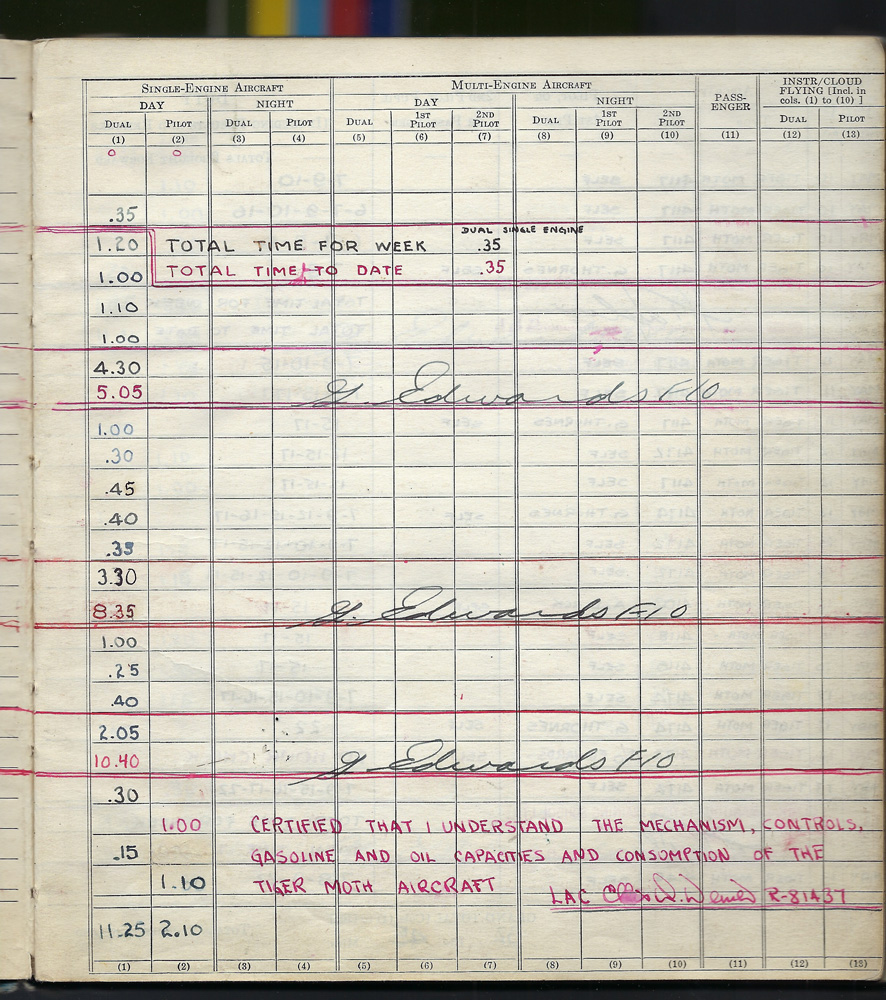 SINGLE-ENGINE AIRCRAFT MULTI-ENGINE AIRCRAFT PASS-ENGER INSTR/CLOUD FLYING [Incl. in cols. (1) to (10) ]
DAY NIGHT DAY NIGHT
DUAL PILOT DUAL PILOT DUAL 1ST PILOT 2ND PILOT DUAL 1ST PILOT 2ND PILOT DUAL PILOT
(1) (2) (3) (4) (5) (6) (7) (8) (9) (10) (11) (12) (13)
0 0
.35
DUAL SINGLE ENGINE
1.20 TOTAL TIME FOR WEEK .35
1.00 TOTAL TIME TO DATE .35
1.10
1.00
4.30
5.05 G. Edwards F/O
1.00
.30
.45
.40
.35
3.30
8.35 G. Edwards F/O
1.00
.25
.40
2.05
10.40 G Edwards F/O
.30
1.00 CERTIFIED THAT I UNDERSTAND THE MECHANISM, CONTROLS,
.15 GASOLINE AND OIL CAPACITIES AND CONSUMPTION OF THE
1.10 TIGER MOTH AIRCRAFT LAC R-81437
11.25 2.10
(1) (2) (3) (4) (5) (6) (7) (8) (9) (10) (11) (12) (13)